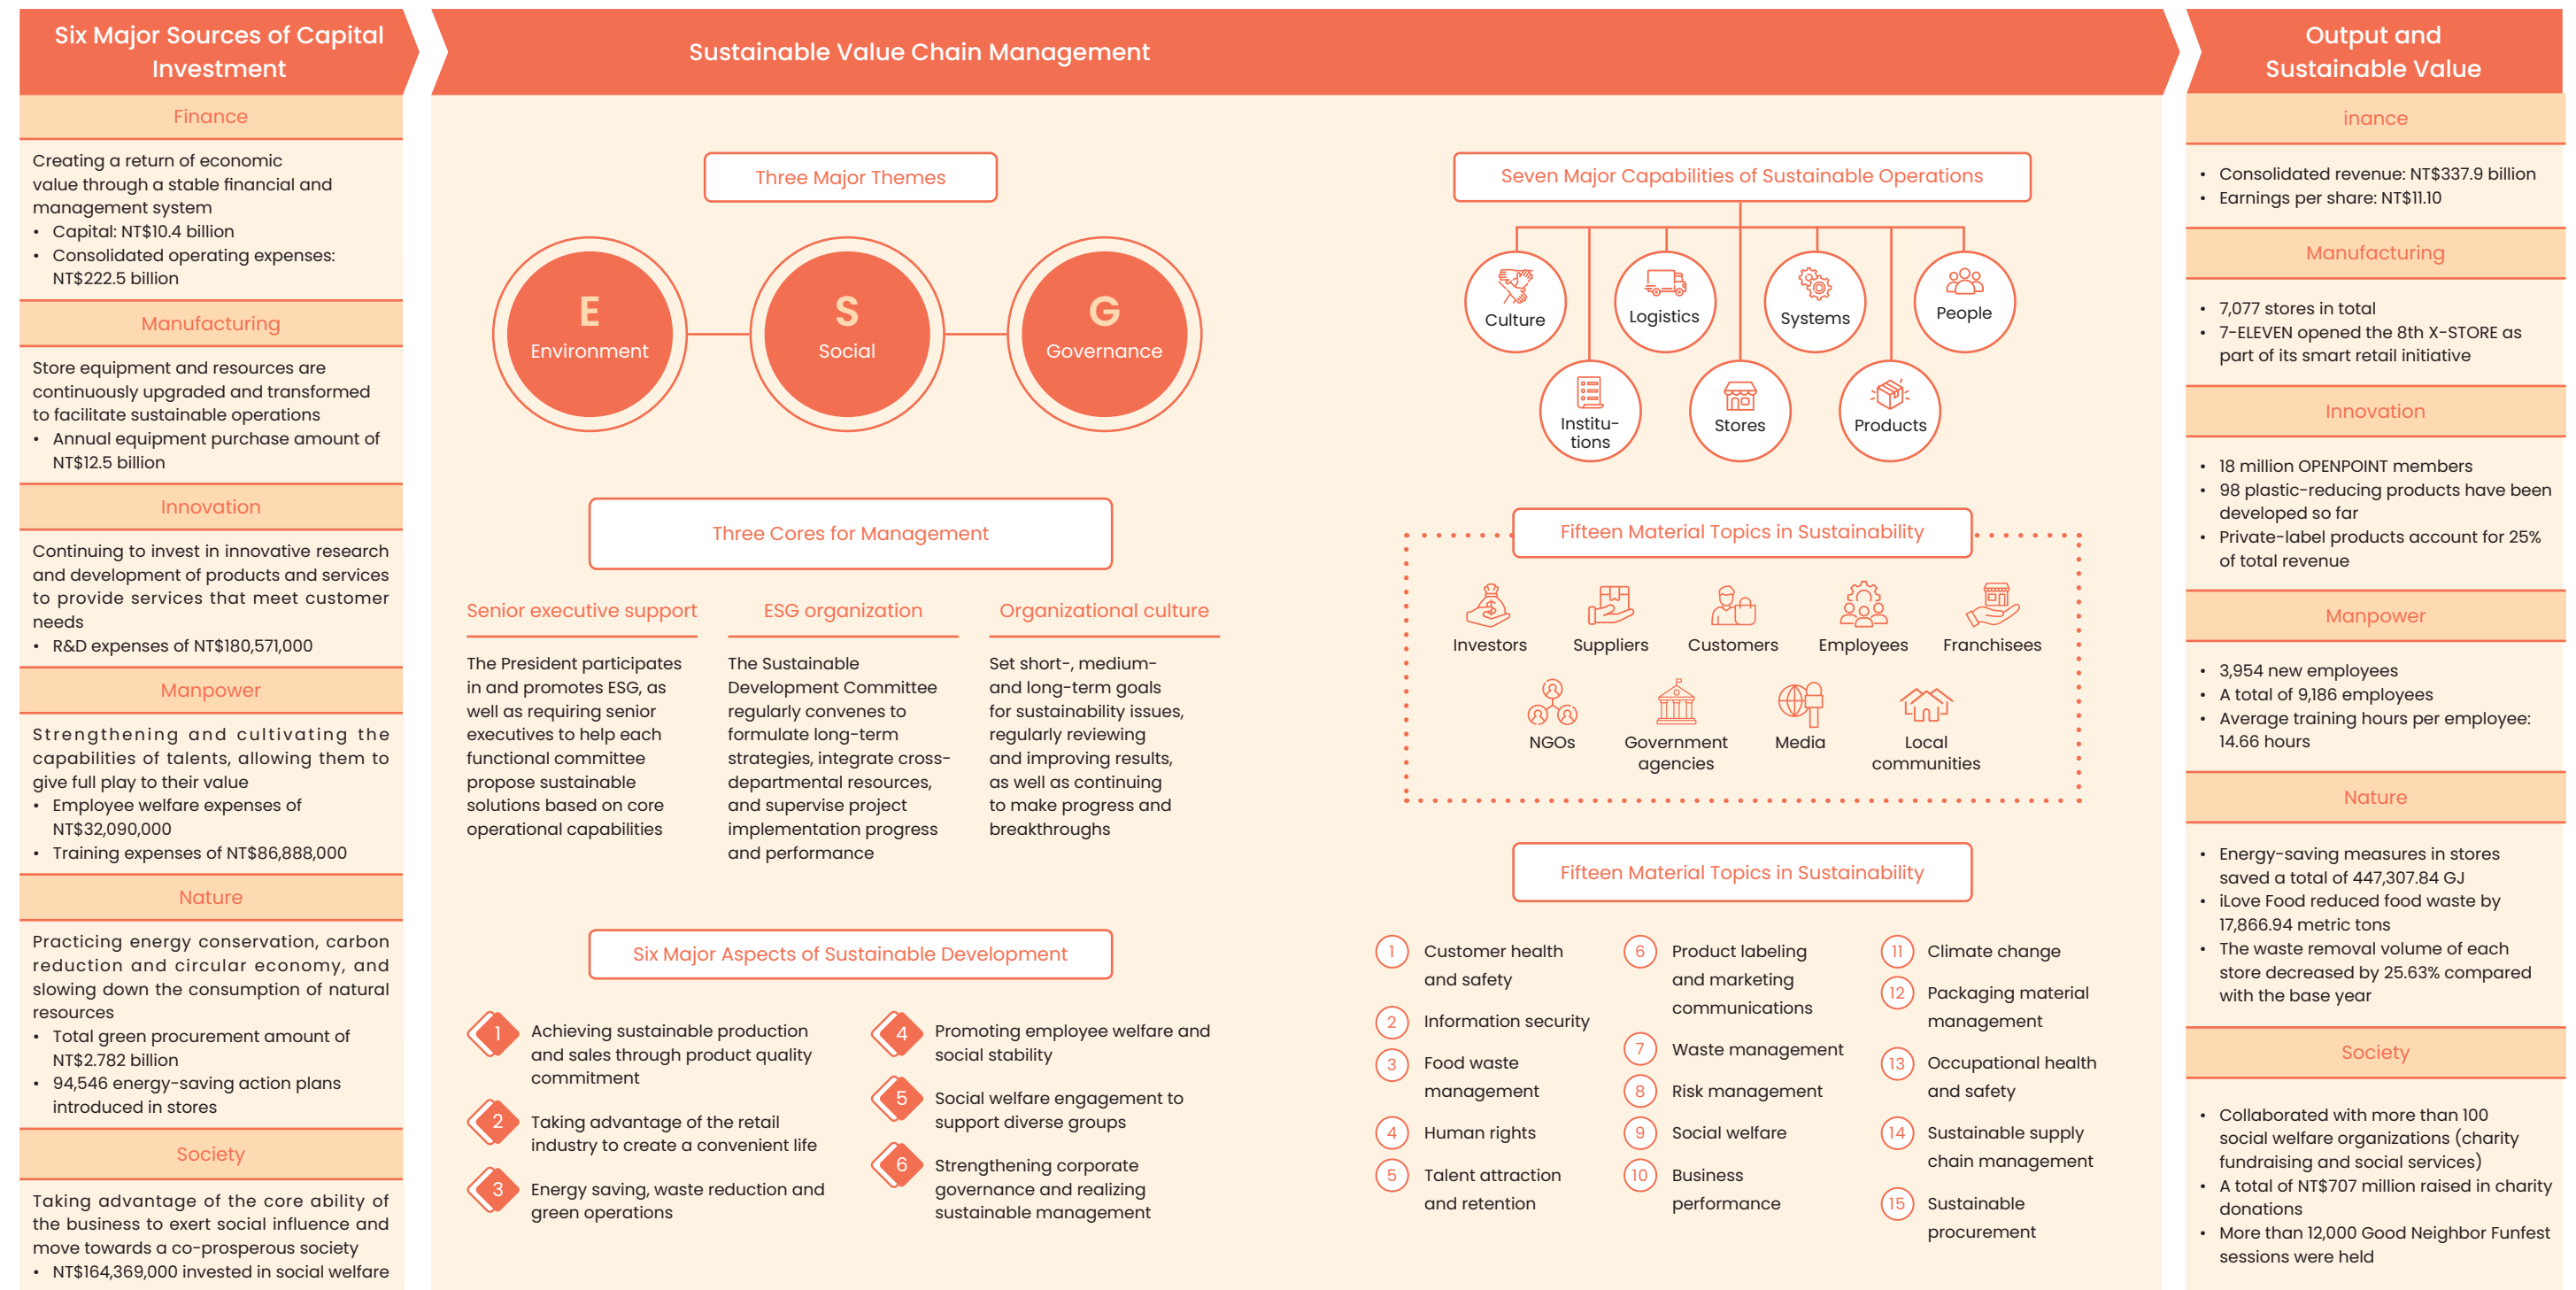 Six Major Sources of Capital
Investment
Finance
Creating a return of economic
value through a stable financial and
management system
• Capital: NT$10.4 billion
• Consolidated operating expenses:
NT$222.5 billion
Manufacturing
Store equipment and resources are
continuously upgraded and transformed
to facilitate sustainable operations
• Annual equipment purchase amount of
NT$12.5 billion
Innovation
Continuing to invest in innovative research
and development of products and services
to provide services that meet customer
needs
• R&D expenses of NT$180,571,000
Manpower
Strengthening and cultivating the
capabilities of talents, allowing them to
give full play to their value
• Employee welfare expenses of
NT$32,090,000
• Training expenses of NT$86,888,000
Nature
Practicing energy conservation, carbon
reduction and circular economy, and
slowing down the consumption of natural
resources
• Total green procurement amount of
NT$2.782 billion
• 94,546 energy-saving action plans
introduced in stores
Society
Taking advantage of the core ability of
the business to exert social influence and
move towards a co-prosperous society
• NT$164,369,000 invested in social welfare
Sustainable Value Chain Management
Three Major Themes
E
Environment
S
Social
G
Governance
Three Cores for Management
Senior executive support
The President participates
in and promotes ESG, as
well as requiring senior
executives to help each
functional committee
propose sustainable
solutions based on core
operational capabilities
ESG organization
The Sustainable
Development Committee
regularly convenes to
formulate long-term
strategies, integrate cross-
departmental resources,
and supervise project
implementation progress
and performance
Organizational culture
Set short-, medium-
and long-term goals
for sustainability issues,
regularly reviewing
and improving results,
as well as continuing
to make progress and
breakthroughs
Six Major Aspects of Sustainable Development
1 Achieving sustainable production
and sales through product quality
commitment
2 Taking advantage of the retail
industry to create a convenient life
3 Energy saving, waste reduction and
green operations
4 Promoting employee welfare and
social stability
5 Social welfare engagement to
support diverse groups
6 Strengthening corporate
governance and realizing
sustainable management
Seven Major Capabilities of Sustainable Operations
Culture
Logistics
Systems
People
Institu-
tions
Stores
Products
Fifteen Material Topics in Sustainability
Investors
Suppliers
Customers
Employees
Franchisees
NGOs
Government
agencies
Media
Local
communities
Fifteen Material Topics in Sustainability
1 Customer health
and safety
2 Information security
3 Food waste
management
4 Human rights
5 Talent attraction
and retention
6 Product labeling
and marketing
communications
7 Waste management
8 Risk management
9 Social welfare
10 Business
performance
11 Climate change
12 Packaging material
management
13 Occupational health
and safety
14 Sustainable supply
chain management
15 Sustainable
procurement
Output and
Sustainable Value
inance
• Consolidated revenue: NT$337.9 billion
• Earnings per share: NT$11.10
Manufacturing
• 7,077 stores in total
• 7-ELEVEN opened the 8th X-STORE as
part of its smart retail initiative
Innovation
• 18 million OPENPOINT members
• 98 plastic-reducing products have been
developed so far
• Private-label products account for 25%
of total revenue
Manpower
• 3,954 new employees
• A total of 9,186 employees
• Average training hours per employee:
14.66 hours
Nature
• Energy-saving measures in stores
saved a total of 447,307.84 GJ
• iLove Food reduced food waste by
17,866.94 metric tons
• The waste removal volume of each
store decreased by 25.63% compared
with the base year
Society
• Collaborated with more than 100
social welfare organizations (charity
fundraising and social services)
• A total of NT$707 million raised in charity
donations
• More than 12,000 Good Neighbor Funfest
sessions were held